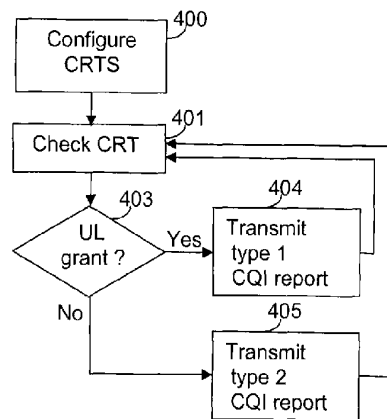 400
Configure
CRTS
401
Check CRT
403
UL
grant ?
Yes
404
Transmit
type 1
CQI report
No
405
Transmit
type 2
CQI report